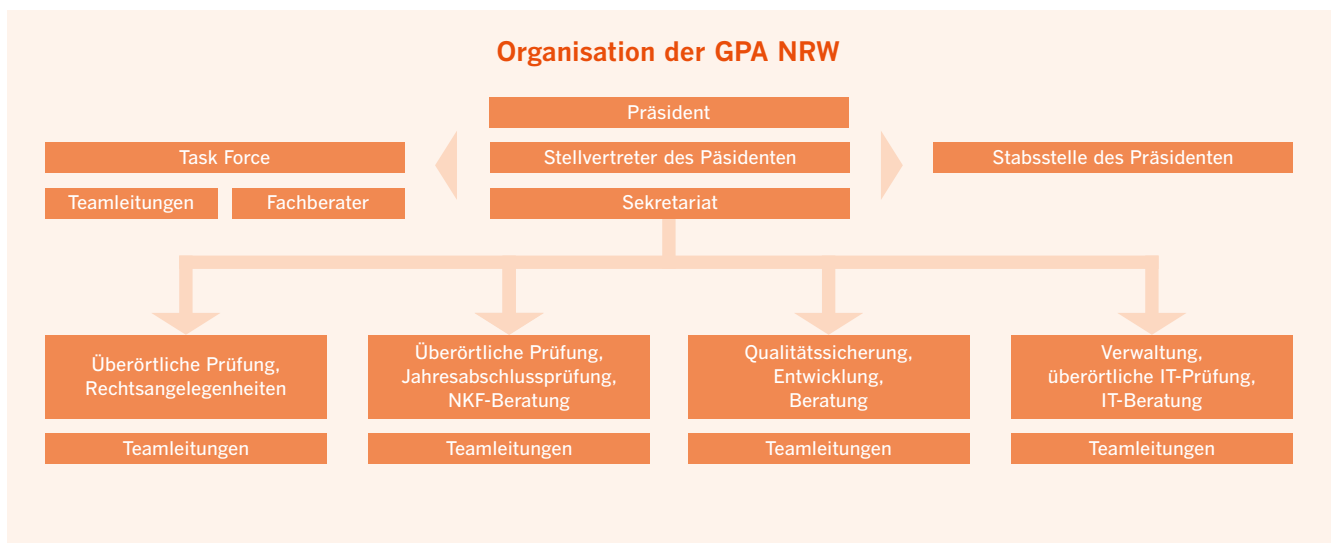 Organisation der GPA NRW
Präsident
Task Force
Stellvertreter des Päsidenten
Stabsstelle des Präsidenten
Teamleitungen
Fachberater
Sekretariat
Überörtliche Prüfung,
Rechtsangelegenheiten
Überörtliche Prüfung,
Jahresabschlussprüfung,
NKF-Beratung
Qualitätssicherung,
Entwicklung,
Beratung
Verwaltung,
überörtliche IT-Prüfung,
IT-Beratung
Teamleitungen
Teamleitungen
Teamleitungen
Teamleitungen